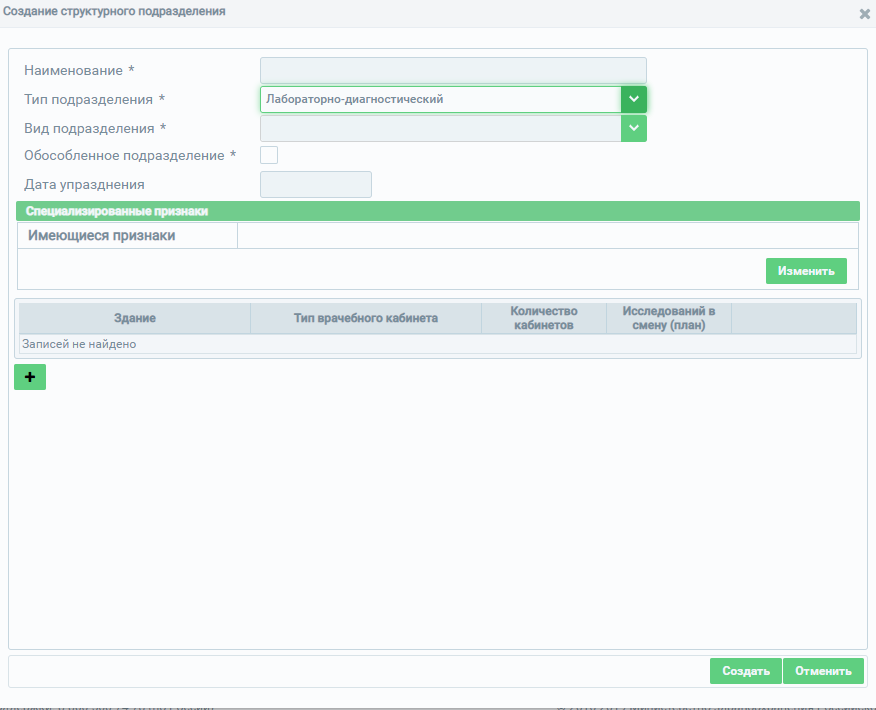 Создание структурного подразделения
Наименование *
Тип подразделения *
Лабораторно-диагностический
Вид подразделения *
Обособленное подразделение *
Дата упразднения
Специализированные признаки
Имеющиеся признаки
Изменить
Здание
Тип врачебного кабинета
Количество кабинетов
Исследований в смену (план)
Записей не найдено
+
Создать
Отменить